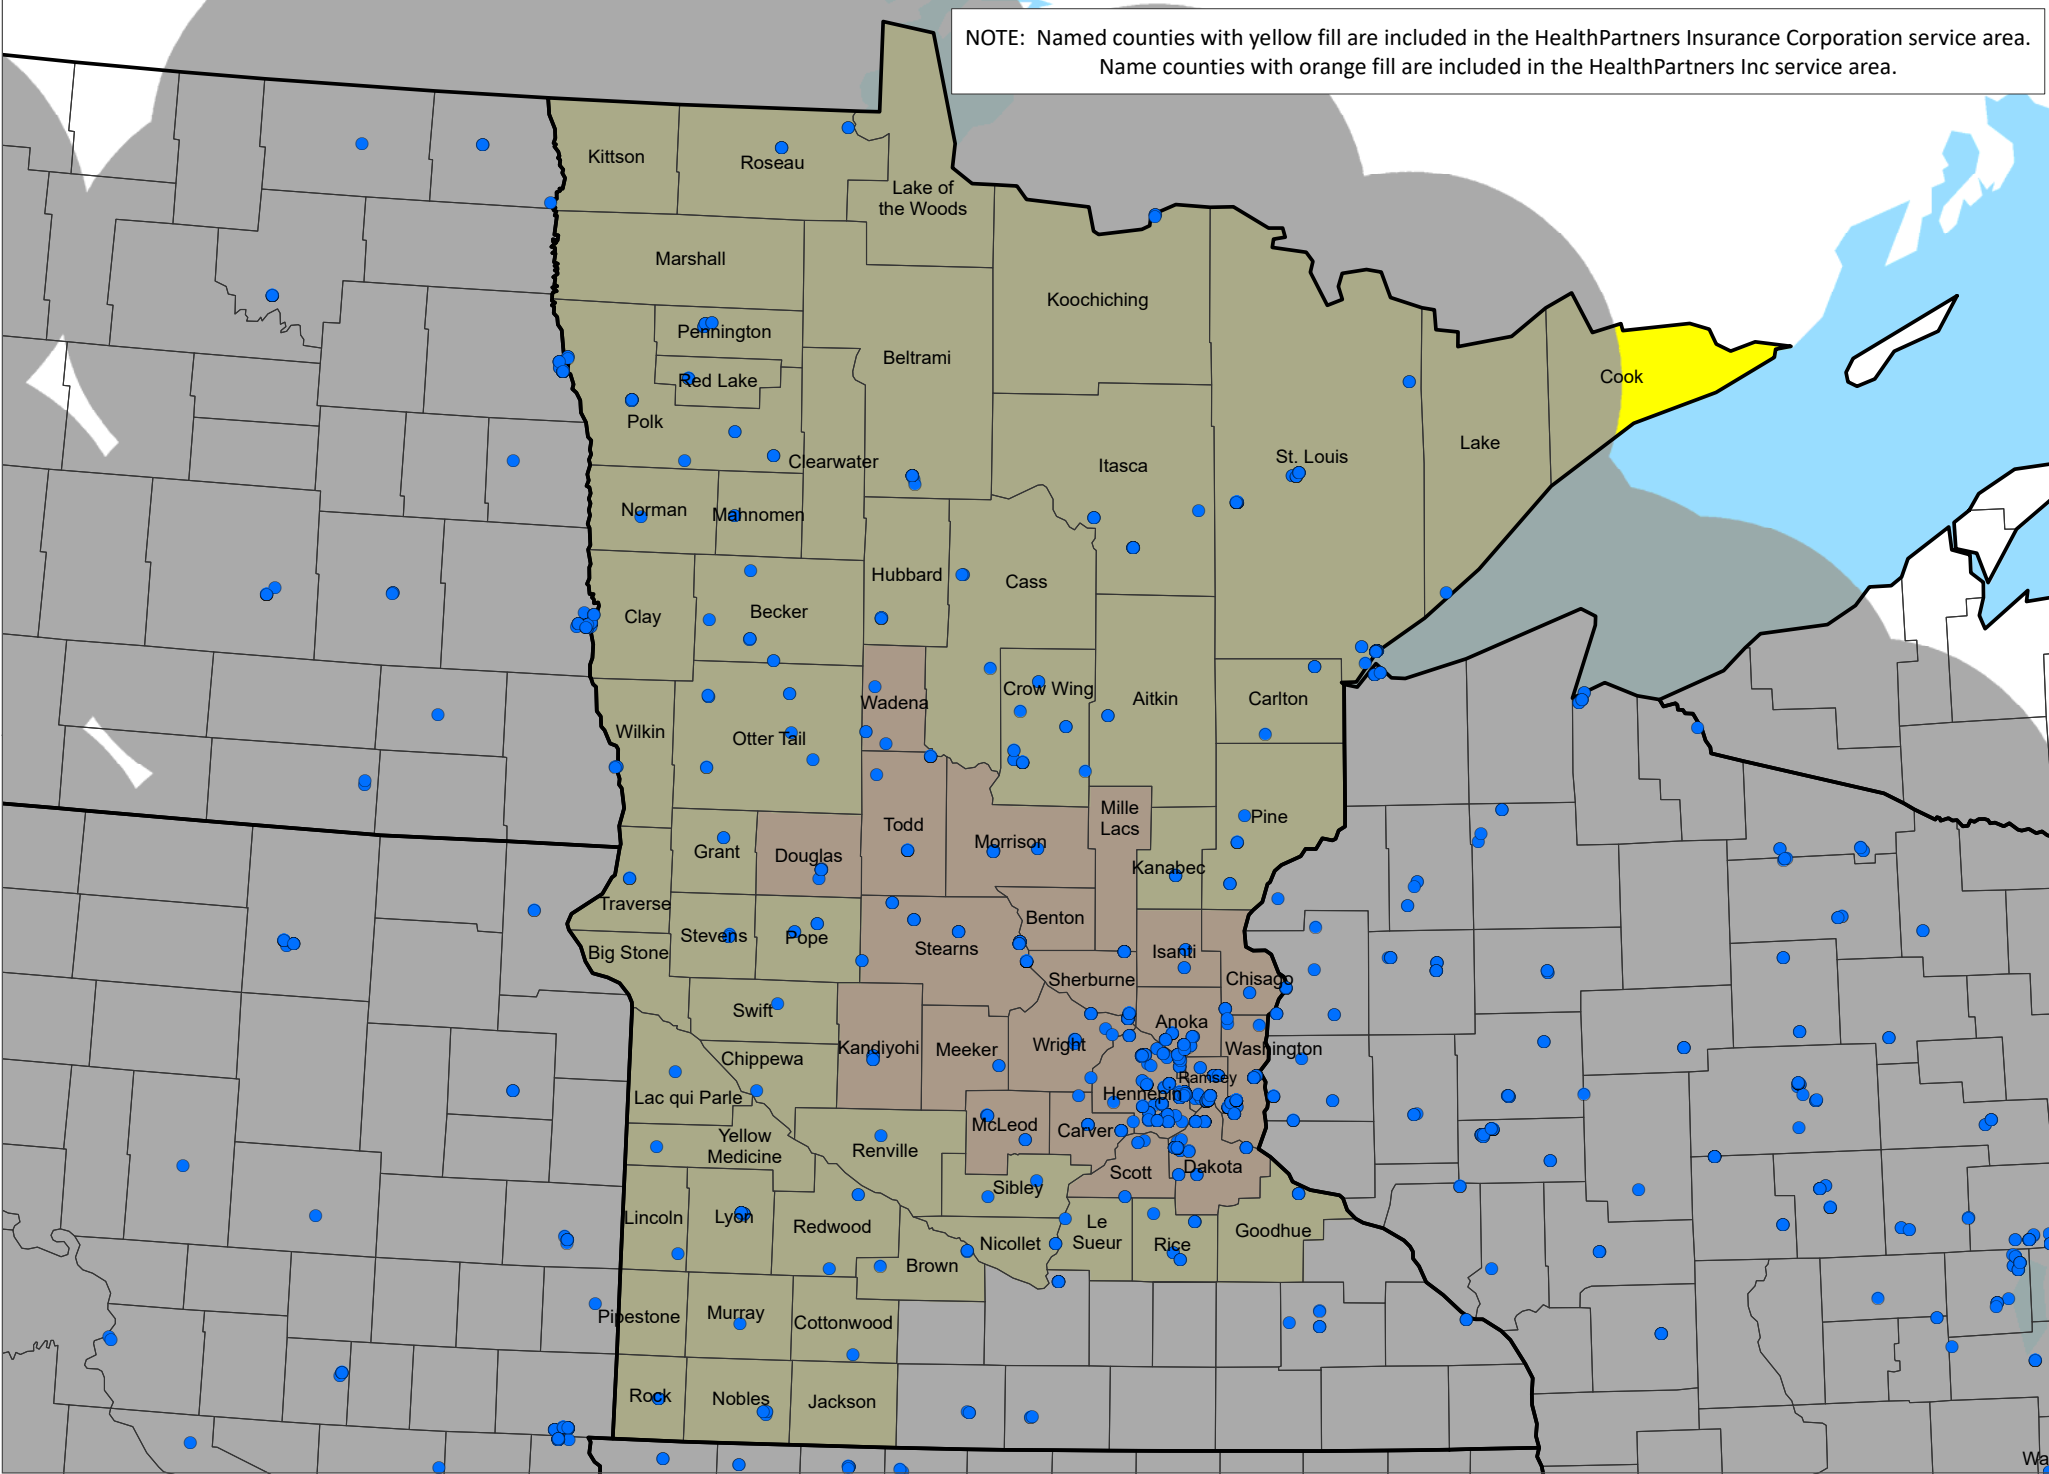 NOTE:  Named counties with yellow fill are included in the HealthPartners Insurance Corporation service area.
Name counties with orange fill are included in the HealthPartners Inc service area.
Kittson
Roseau
Lake of
the Woods
Marshall
Koochiching
Pennington
Beltrami
Red Lake
Cook
Polk
Lake
Clearwater
Itasca
St. Louis
Norman
Mahnomen
Hubbard
Cass
Clay
Becker
Crow Wing
Wadena
Aitkin
Carlton
Wilkin
Otter Tail
Mille
Lacs
Pine
Todd
Morrison
Grant
Douglas
Kanabec
Traverse
Benton
Stevens
Pope
Stearns
Isanti
Big Stone
Sherburne
Chisago
Swift
Anoka
Kandiyohi
Meeker
Wright
Washington
Chippewa
Ramsey
Lac qui Parle
Hennepin
McLeod
Carver
Yellow
Medicine
Renville
Scott
Dakota
Sibley
Lincoln
Lyon
Redwood
Le
Sueur
Nicollet
Rice
Goodhue
Brown
Pipestone
Murray
Cottonwood
Rock
Nobles
Jackson
Wa